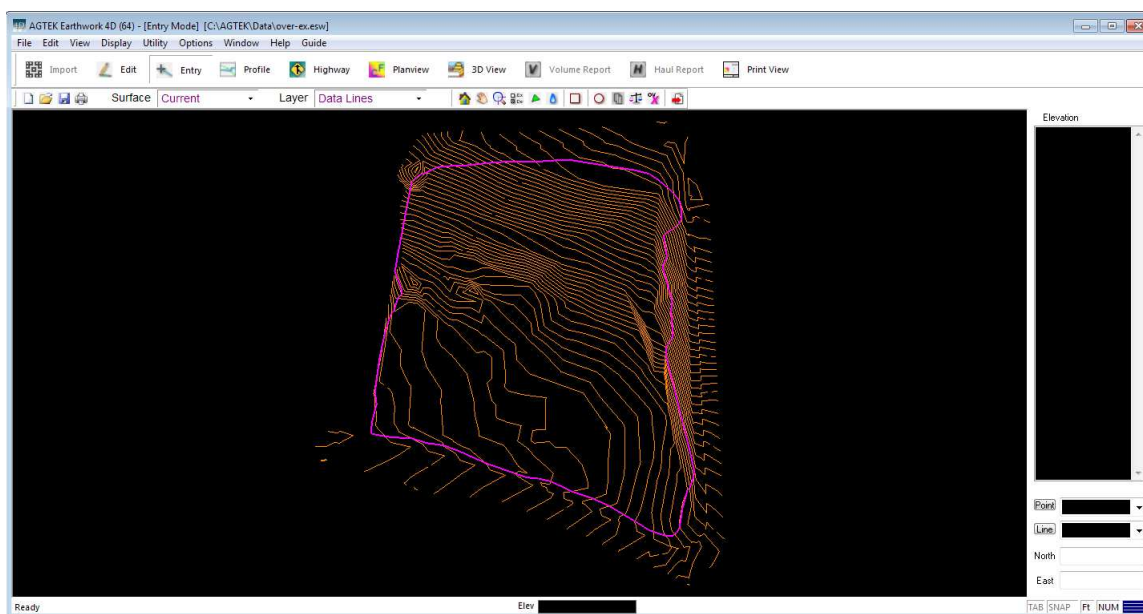 AGTEK Earthwork 4D (64) - [Entry Mode] [C:\AGTEK\Data\over-ex.esw]
File Edit View Display Utility Options Window Help Guide
Import Edit Entry Profile Highway Planview 3D View Volume Report Haul Report Print View
Surface Current Layer Data Lines
Elevation
Point
Line
North
East
Ready Elev TAB SNAP Ft NUM